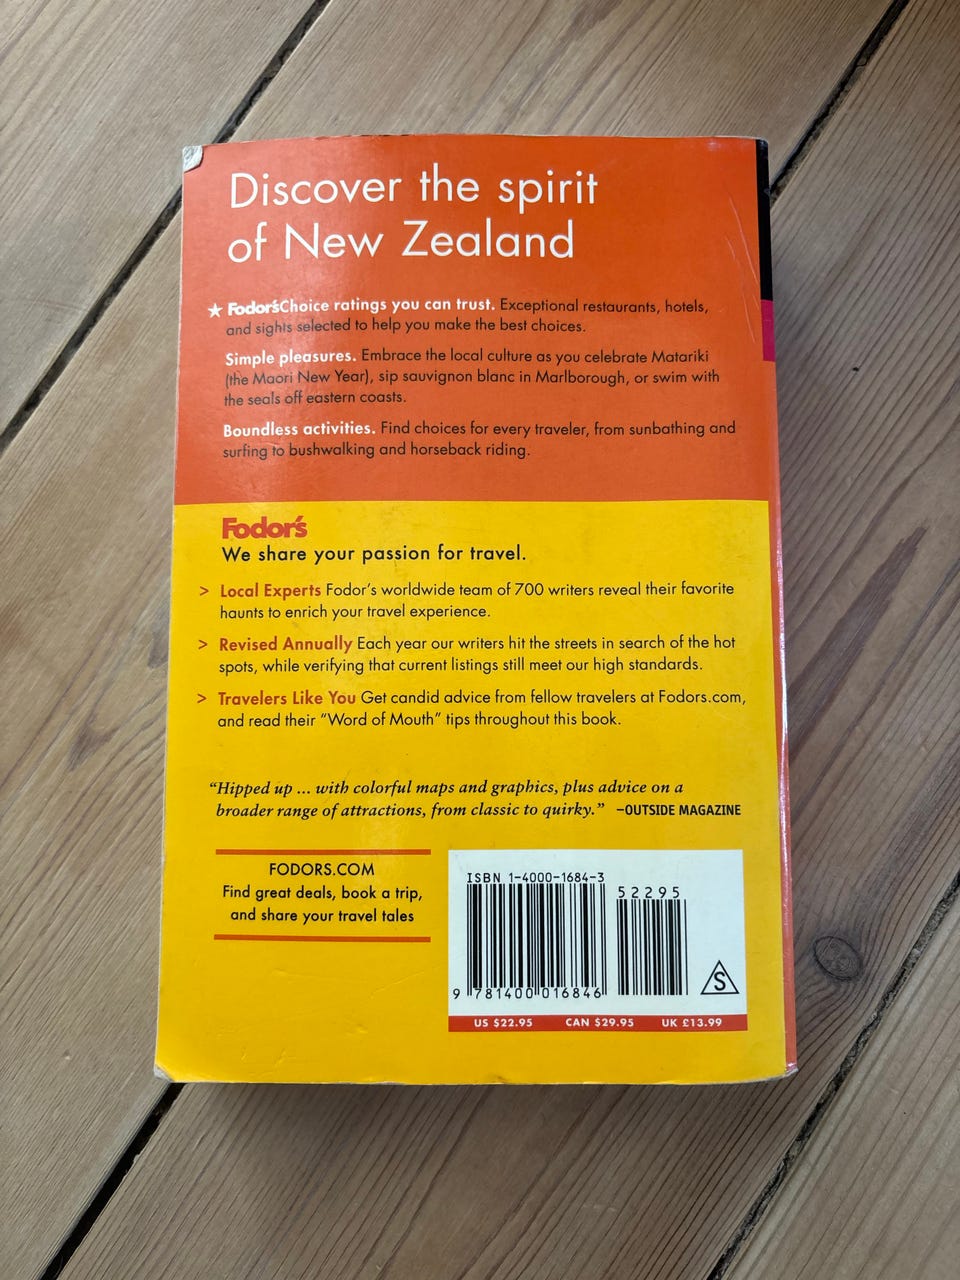 Discover the spirit
of New Zealand
★ Fodor'sChoice ratings you can trust. Exceptional restaurants, hotels,
and sights selected to help you make the best choices.
Simple pleasures. Embrace the local culture as you celebrate Matariki
(the Maori New Year), sip sauvignon blanc in Marlborough, or swim with
the seals off eastern coasts.
Boundless activities. Find choices for every traveler, from sunbathing and
surfing to bushwalking and horseback riding.
Fodor's
We share your passion for travel.
> Local Experts Fodor's worldwide team of 700 writers reveal their favorite
haunts to enrich your travel experience.
> Revised Annually Each year our writers hit the streets in search of the hot
spots, while verifying that current listings still meet our high standards.
> Travelers Like You Get candid advice from fellow travelers at Fodors.com,
and read their "Word of Mouth" tips throughout this book.
"Hipped up ... with colorful maps and graphics, plus advice on a
broader range of attractions, from classic to quirky." –OUTSIDE MAGAZINE
FODORS.COM
Find great deals, book a trip,
and share your travel tales
ISBN 1-4000-1684-3
52295
9 781400 016846
S
US $22.95 CAN $29.95 UK £13.99